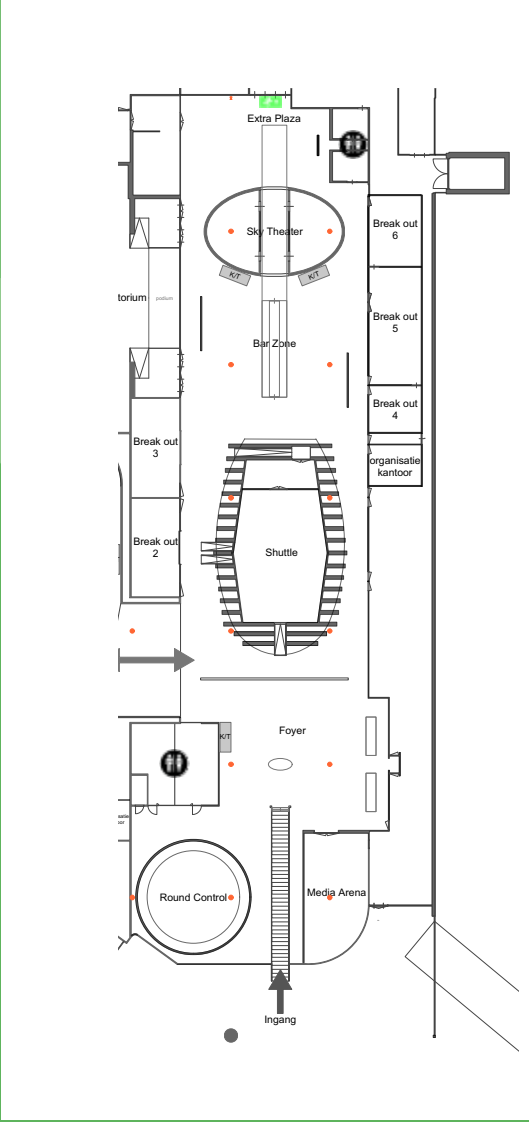 Extra Plaza
Break out
6
Sky Theater
K/T
K/T
torium
podium
Break out
5
Bar Zone
Break out
4
Break out
3
organisatie
kantoor
Break out
2
Shuttle
Foyer
K/T
Round Control
Media Arena
Ingang